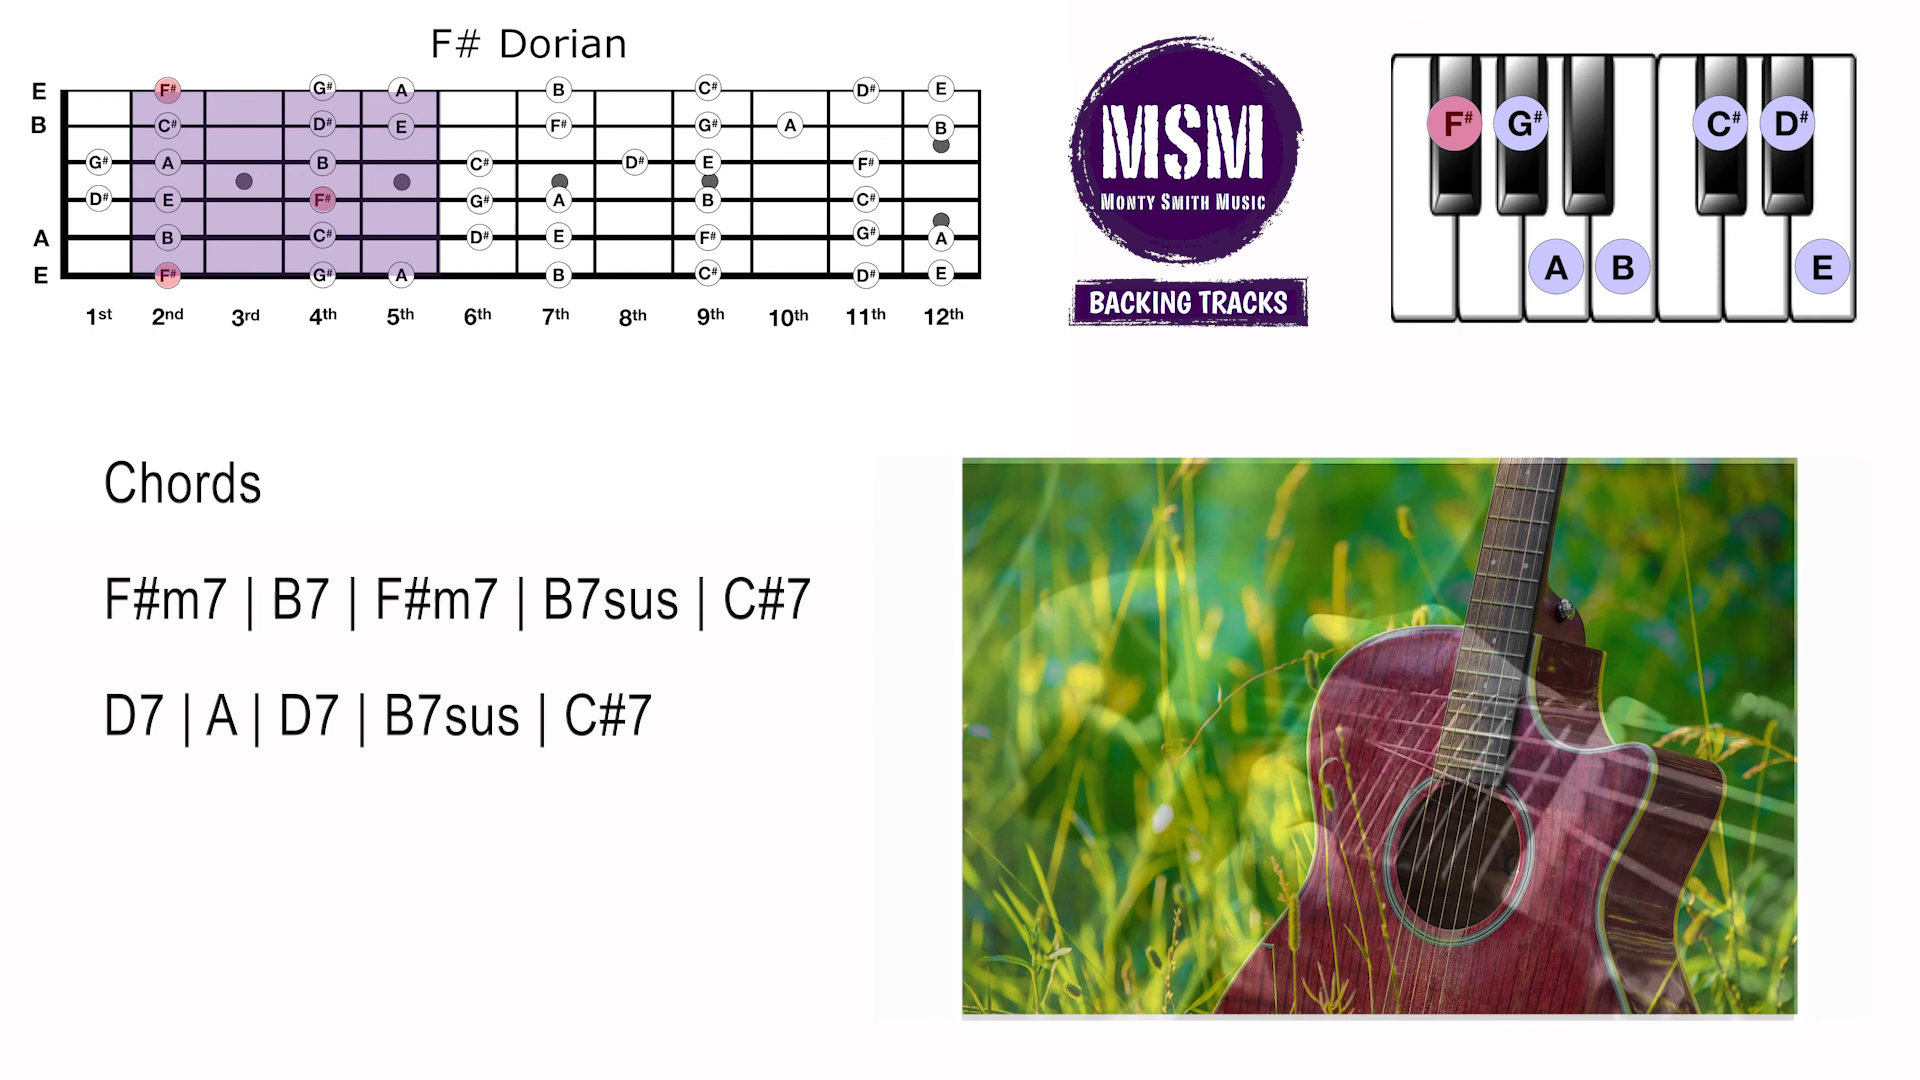 F# Dorian
E F# G# A B C# D# E
B C# D# E F# G# A B
G# A B C# D# E F#
D# E F# G# A B C#
A B C# D# E F# G# A
E F# G# A B C# D# E
1st 2nd 3rd 4th 5th 6th 7th 8th 9th 10th 11th 12th
MSM
MONTY SMITH MUSIC
BACKING TRACKS
F# G# C# D#
A B E
Chords
F#m7 | B7 | F#m7 | B7sus | C#7
D7 | A | D7 | B7sus | C#7